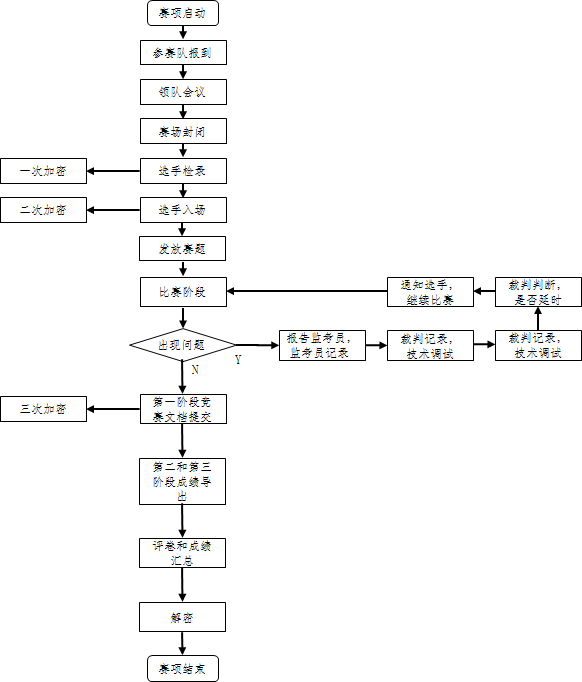 赛项启动
参赛队报到
领队会议
赛场封闭
一次加密
选手检录
二次加密
选手入场
发放赛题
比赛阶段
通知选手，
继续比赛
裁判判断，
是否延时
出现问题
Y
N
报告监考员，
监考员记录
裁判记录，
技术调试
裁判记录，
技术调试
三次加密
第一阶段竞
赛文档提交
第二和第三
阶段成绩导
出
评卷和成绩
汇总
解密
赛项结束